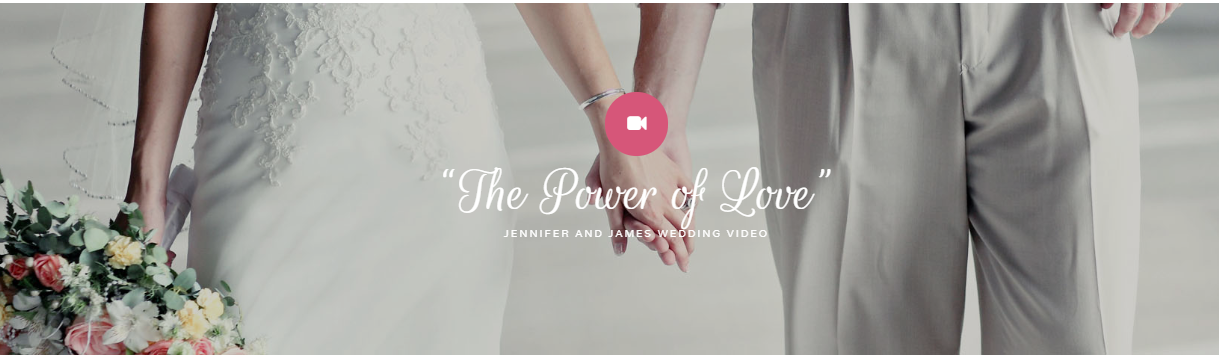 “The Power of Love”
JENNIFER AND JAMES WEDDING VIDEO